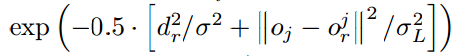 exp(−0.5 · [d_r^2/σ^2 + ‖o_j − o_r^j‖^2/σ_L^2])